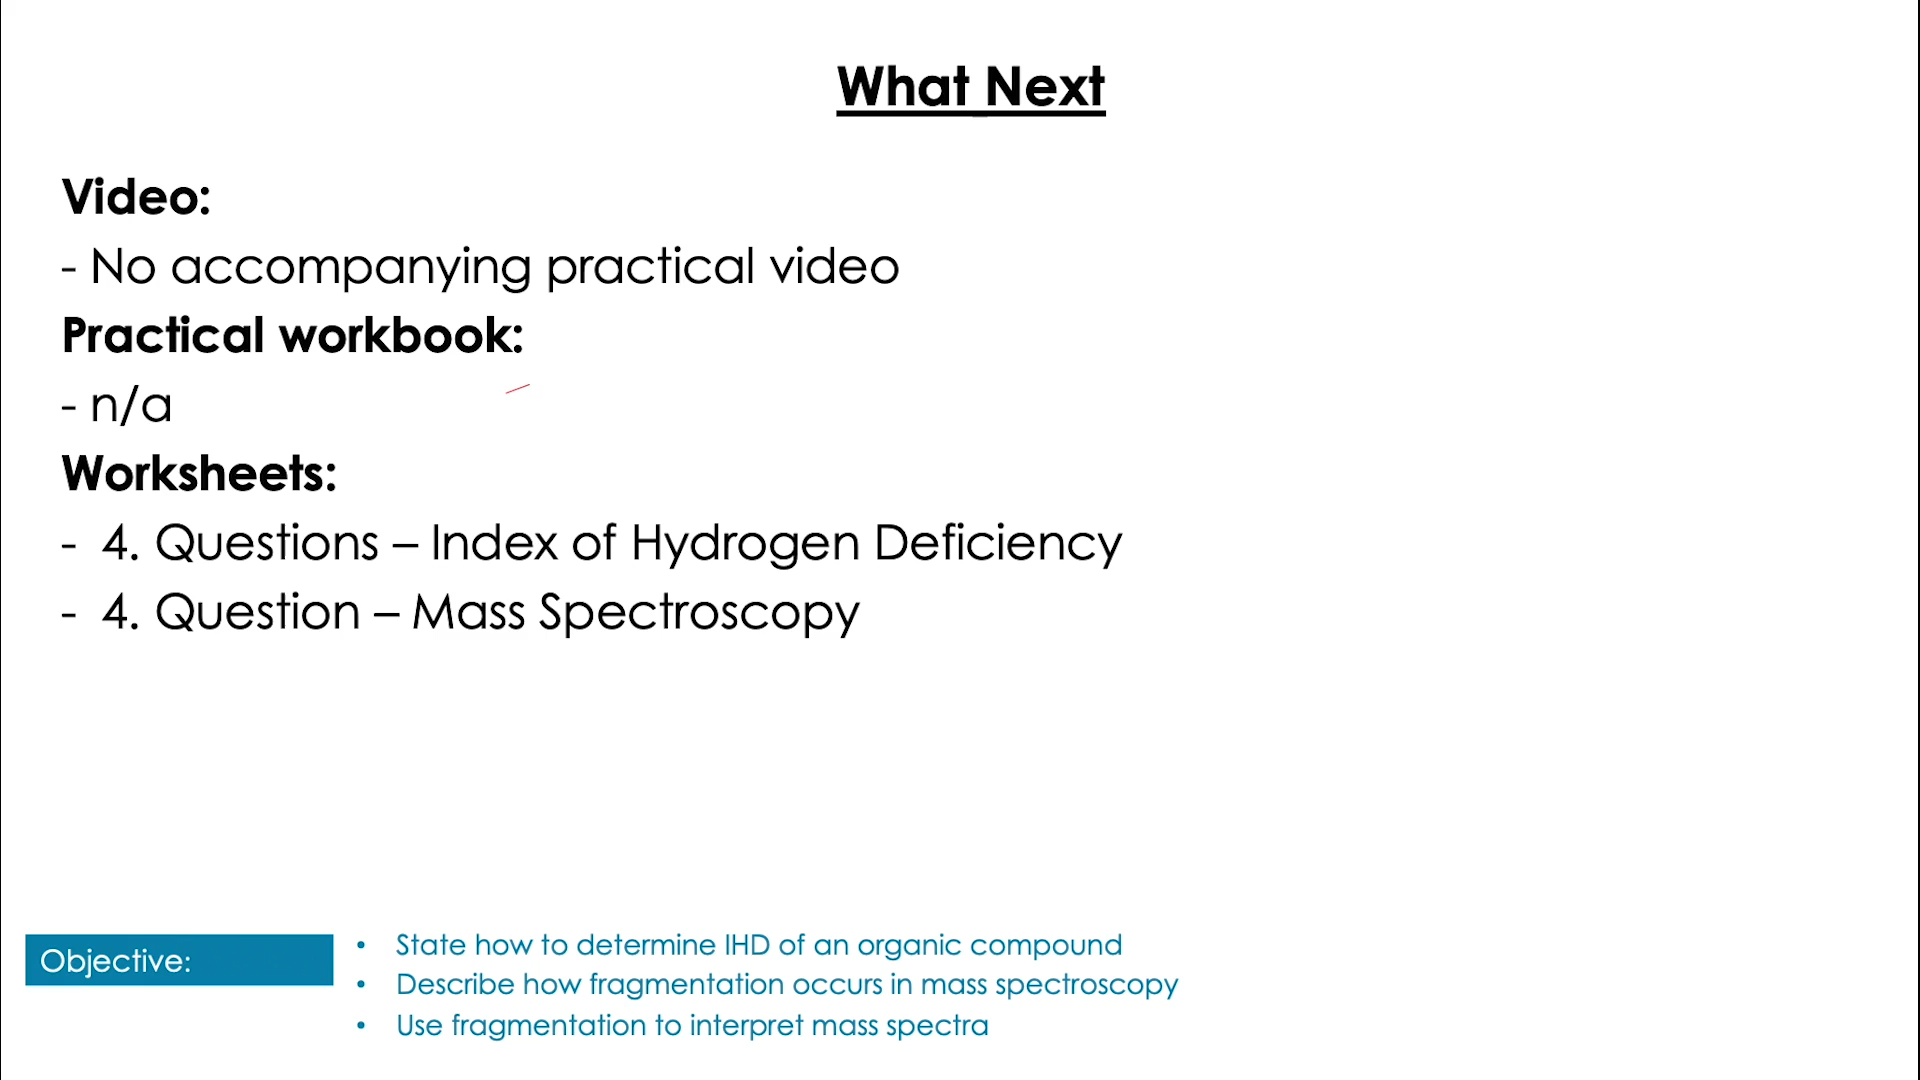 What Next
Video:
- No accompanying practical video
Practical workbook:
- n/a
Worksheets:
- 4. Questions – Index of Hydrogen Deficiency
- 4. Question – Mass Spectroscopy
Objective:
• State how to determine IHD of an organic compound
• Describe how fragmentation occurs in mass spectroscopy
• Use fragmentation to interpret mass spectra